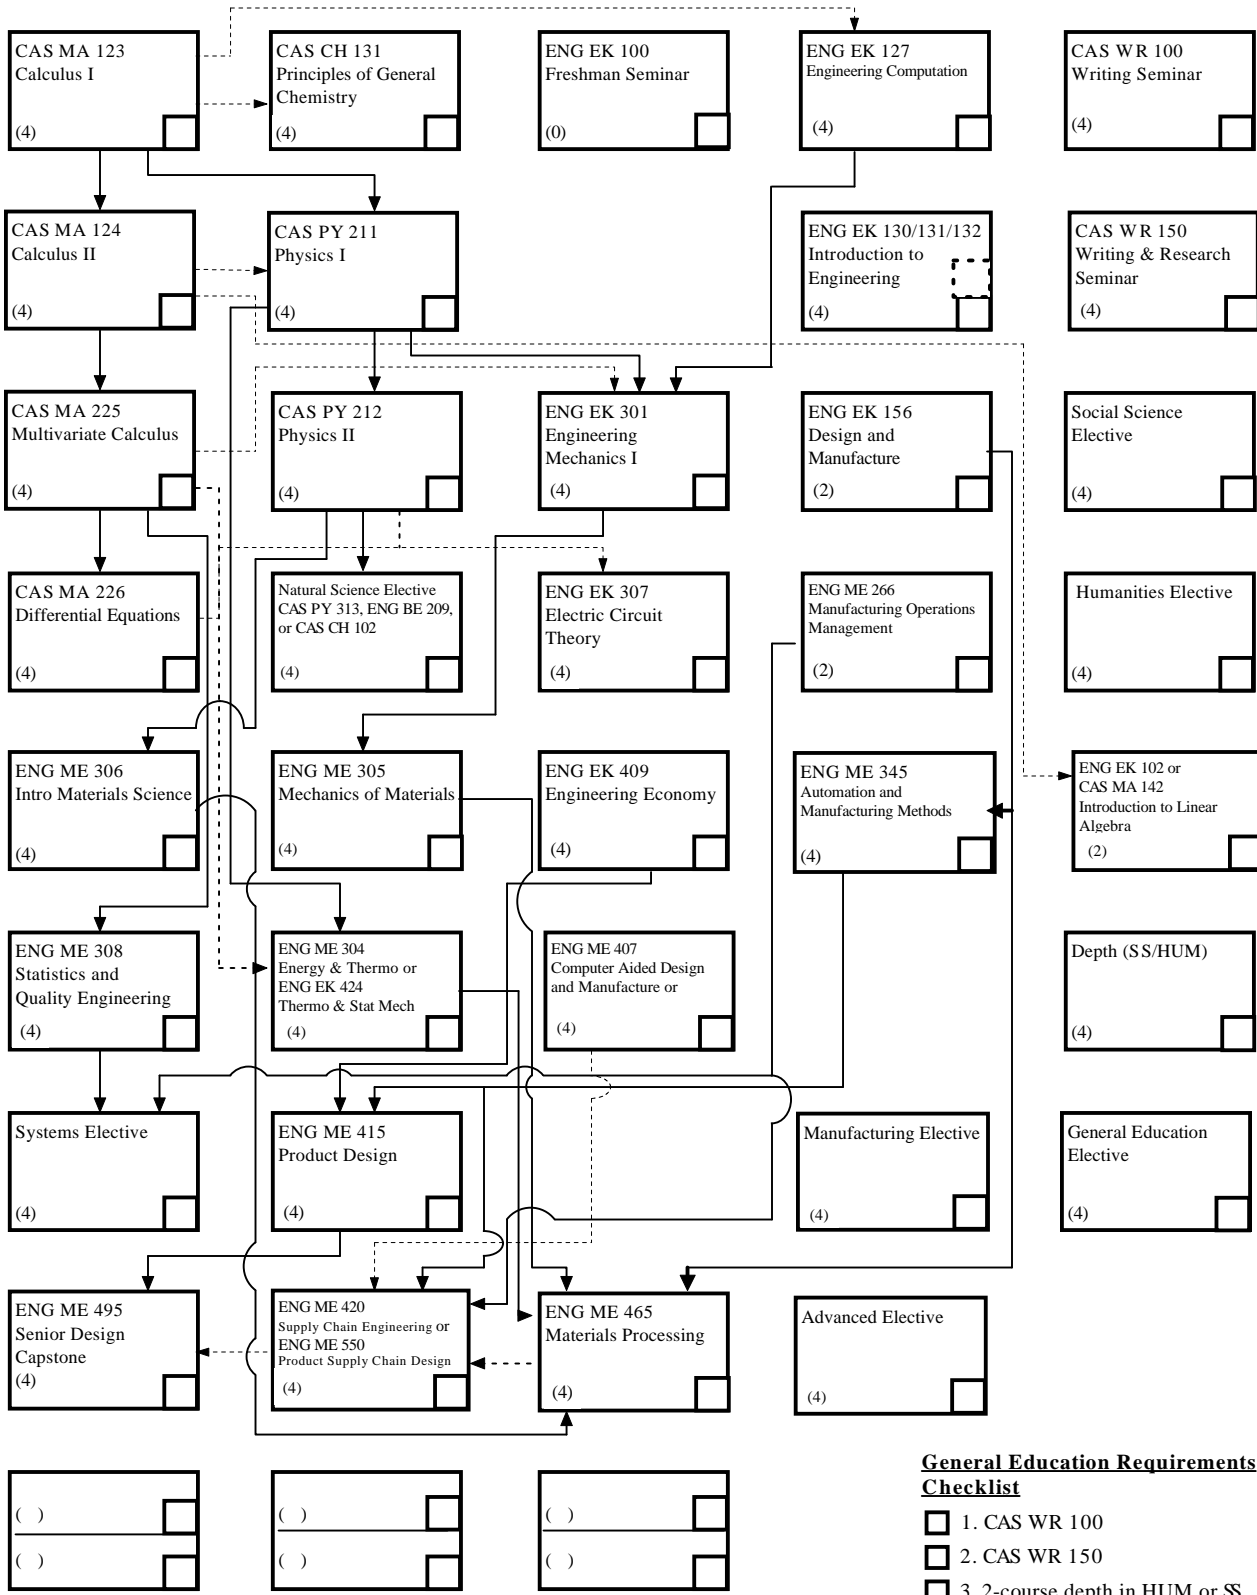 CAS MA 123
Calculus I
(4)
CAS CH 131
Principles of General
Chemistry
(4)
ENG EK 100
Freshman Seminar
(0)
ENG EK 127
Engineering Computation
(4)
CAS WR 100
Writing Seminar
(4)
CAS MA 124
Calculus II
(4)
CAS PY 211
Physics I
(4)
ENG EK 130/131/132
Introduction to
Engineering
(4)
CAS WR 150
Writing & Research
Seminar
(4)
CAS MA 225
Multivariate Calculus
(4)
CAS PY 212
Physics II
(4)
ENG EK 301
Engineering
Mechanics I
(4)
ENG EK 156
Design and
Manufacture
(2)
Social Science
Elective
(4)
CAS MA 226
Differential Equations
(4)
Natural Science Elective
CAS PY 313, ENG BE 209,
or CAS CH 102
(4)
ENG EK 307
Electric Circuit
Theory
(4)
ENG ME 266
Manufacturing Operations
Management
(2)
Humanities Elective
(4)
ENG ME 306
Intro Materials Science
(4)
ENG ME 305
Mechanics of Materials
(4)
ENG EK 409
Engineering Economy
(4)
ENG ME 345
Automation and
Manufacturing Methods
(4)
ENG EK 102 or
CAS MA 142
Introduction to Linear
Algebra
(2)
ENG ME 308
Statistics and
Quality Engineering
(4)
ENG ME 304
Energy & Thermo or
ENG EK 424
Thermo & Stat Mech
(4)
ENG ME 407
Computer Aided Design
and Manufacture or
(4)
Depth (SS/HUM)
(4)
Systems Elective
(4)
ENG ME 415
Product Design
(4)
Manufacturing Elective
(4)
General Education
Elective
(4)
ENG ME 495
Senior Design
Capstone
(4)
ENG ME 420
Supply Chain Engineering or
ENG ME 550
Product Supply Chain Design
(4)
ENG ME 465
Materials Processing
(4)
Advanced Elective
(4)
( )
( )
( )
( )
( )
( )
General Education Requirements
Checklist
1. CAS WR 100
2. CAS WR 150
3. 2-course depth in HUM or SS